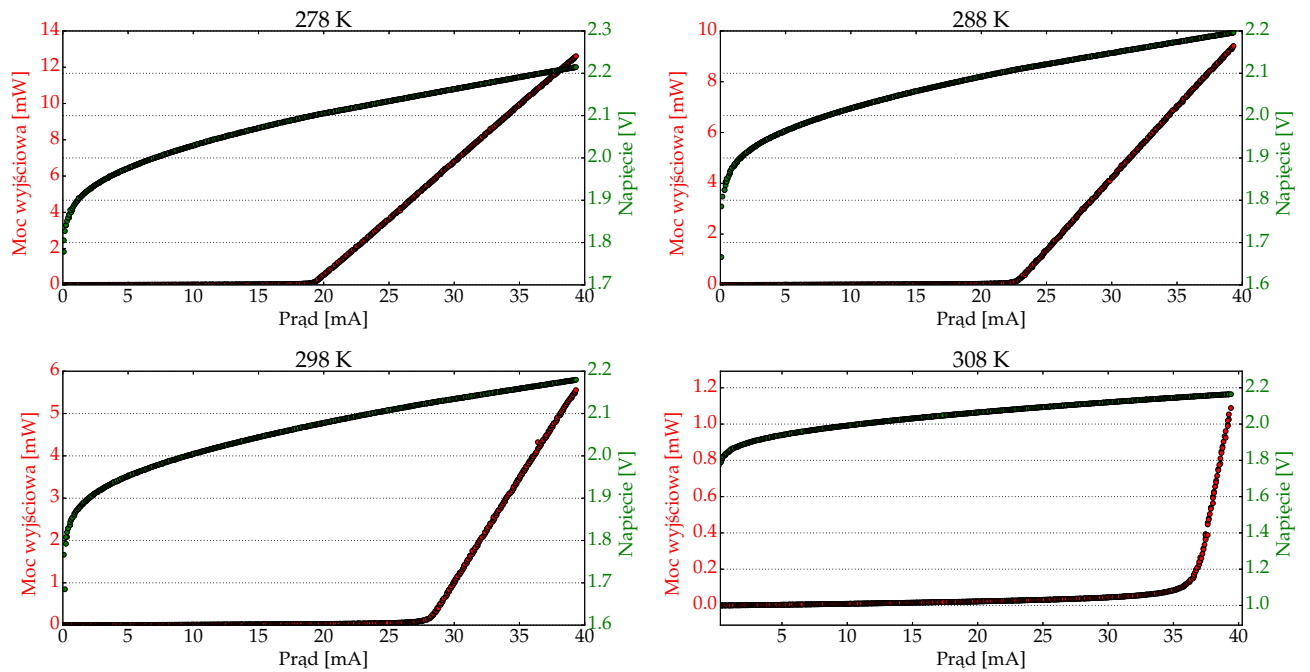 278 K
Moc wyjściowa [mW]
14
12
10
8
6
4
2
0
2.3
2.2
2.1
2.0
1.9
1.8
1.7
Napięcie [V]
0 5 10 15 20 25 30 35 40
Prąd [mA]
288 K
Moc wyjściowa [mW]
10
8
6
4
2
0
2.2
2.1
2.0
1.9
1.8
1.7
1.6
Napięcie [V]
0 5 10 15 20 25 30 35 40
Prąd [mA]
298 K
Moc wyjściowa [mW]
6
5
4
3
2
1
0
2.2
2.1
2.0
1.9
1.8
1.7
1.6
Napięcie [V]
0 5 10 15 20 25 30 35 40
Prąd [mA]
308 K
Moc wyjściowa [mW]
1.2
1.0
0.8
0.6
0.4
0.2
0.0
2.2
2.0
1.8
1.6
1.4
1.2
1.0
Napięcie [V]
5 10 15 20 25 30 35 40
Prąd [mA]